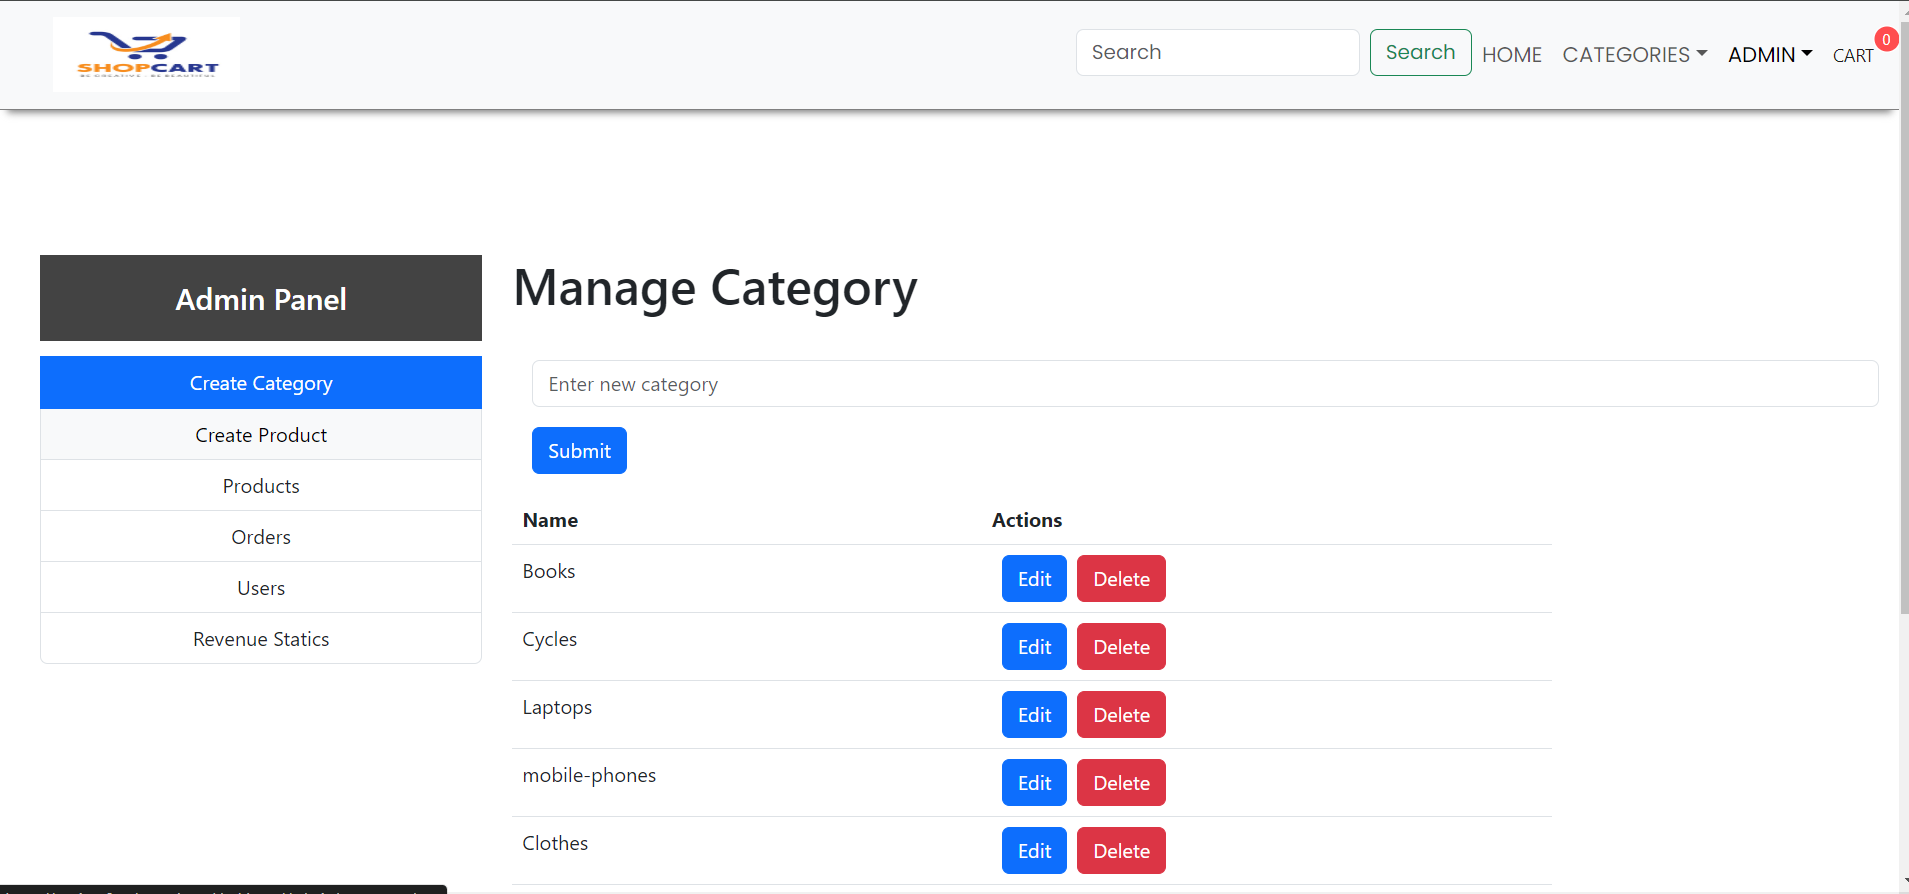 SHOPCART
BE CREATIVE - BE BEAUTIFUL
Search
Search
HOME
CATEGORIES
ADMIN
CART
0
Admin Panel
Create Category
Create Product
Products
Orders
Users
Revenue Statics
Manage Category
Enter new category
Submit
Name Actions
Books Edit Delete
Cycles Edit Delete
Laptops Edit Delete
mobile-phones Edit Delete
Clothes Edit Delete